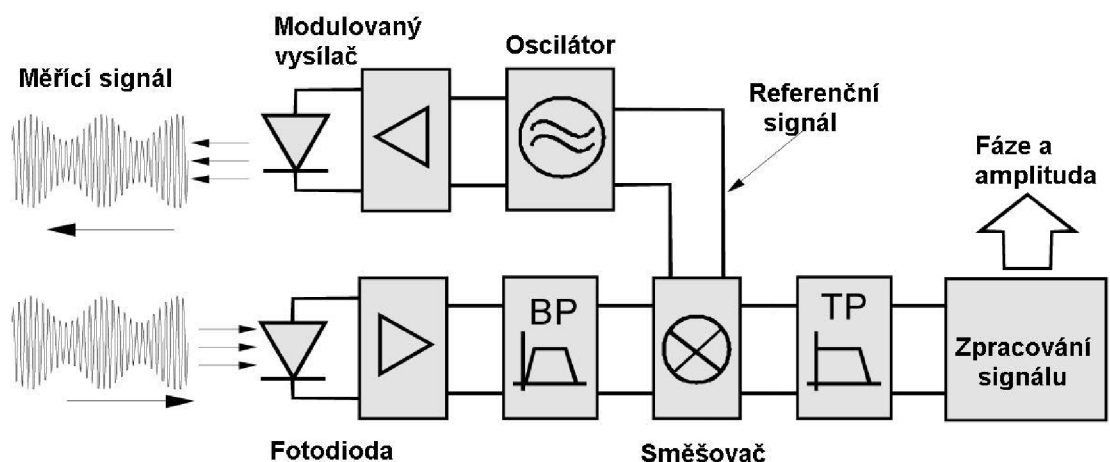 Modulovaný
vysílač
Oscilátor
Měřící signál
Referenční
signál
Fáze a
amplituda
BP
TP
Zpracování
signálu
Fotodioda
Směšovač